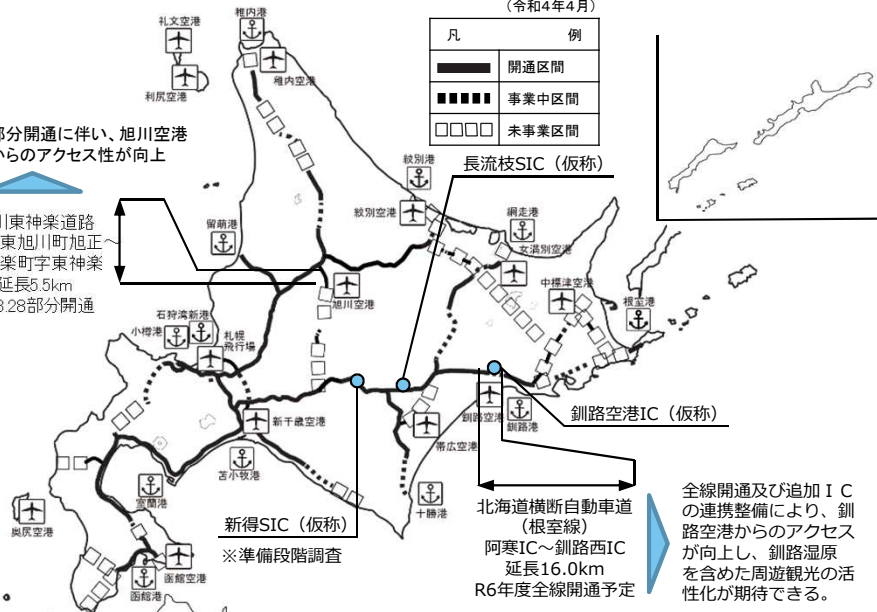 （令和4年4月）
凡　例
開通区間
事業中区間
未事業区間
稚内港
礼文空港
稚内空港
利尻空港
部分開通に伴い、旭川空港
からのアクセス性が向上
長流枝SIC（仮称）
紋別港
紋別空港
網走港
女満別空港
留萌港
川東神楽道路
東旭川町旭正～
楽町字東神楽
延長5.5km
3.28部分開通
旭川空港
中標津空港
根室港
石狩湾新港
小樽港
札幌
飛行場
新千歳空港
釧路空港
釧路港
釧路空港IC（仮称）
帯広空港
苫小牧港
室蘭港
十勝港
奥尻空港
函館空港
函館港
新得SIC（仮称）
※準備段階調査
北海道横断自動車道
（根室線）
阿寒IC～釧路西IC
延長16.0km
R6年度全線開通予定
全線開通及び追加ＩＣ
の連携整備により、釧
路空港からのアクセス
が向上し、釧路湿原
を含めた周遊観光の活
性化が期待できる。